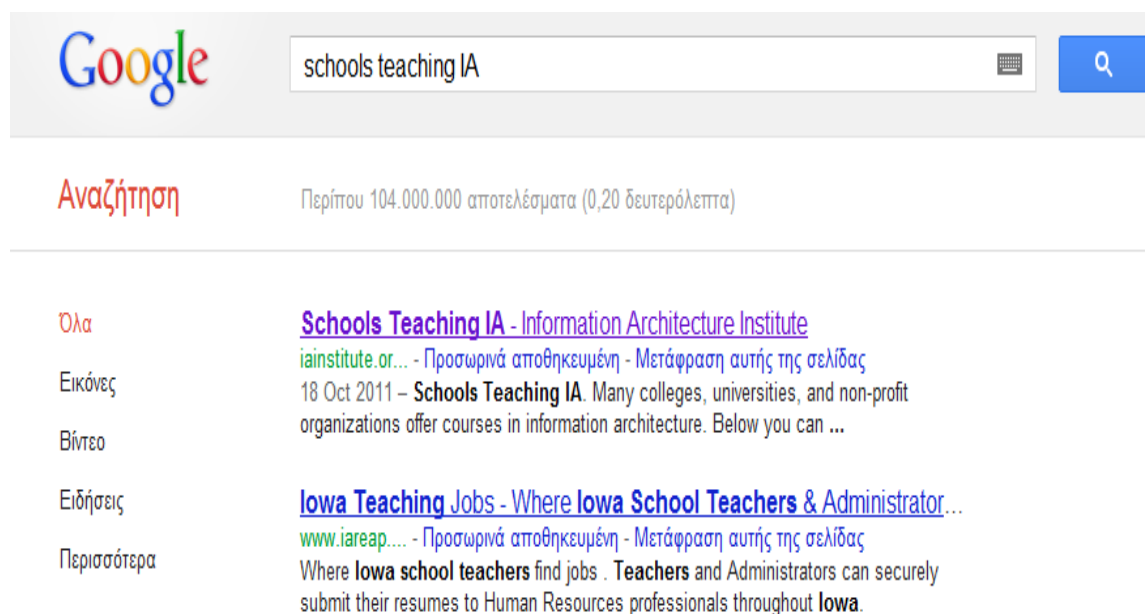 Google
schools teaching IA
Αναζήτηση
Περίπου 104.000.000 αποτελέσματα (0,20 δευτερόλεπτα)
Όλα
Εικόνες
Βίντεο
Ειδήσεις
Περισσότερα
Schools Teaching IA - Information Architecture Institute
iainstitute.or... - Προσωρινά αποθηκευμένη - Μετάφραση αυτής της σελίδας
18 Oct 2011 – Schools Teaching IA. Many colleges, universities, and non-profit
organizations offer courses in information architecture. Below you can ...
Iowa Teaching Jobs - Where Iowa School Teachers & Administrator...
www.iareap.... - Προσωρινά αποθηκευμένη - Μετάφραση αυτής της σελίδας
Where Iowa school teachers find jobs . Teachers and Administrators can securely
submit their resumes to Human Resources professionals throughout Iowa.